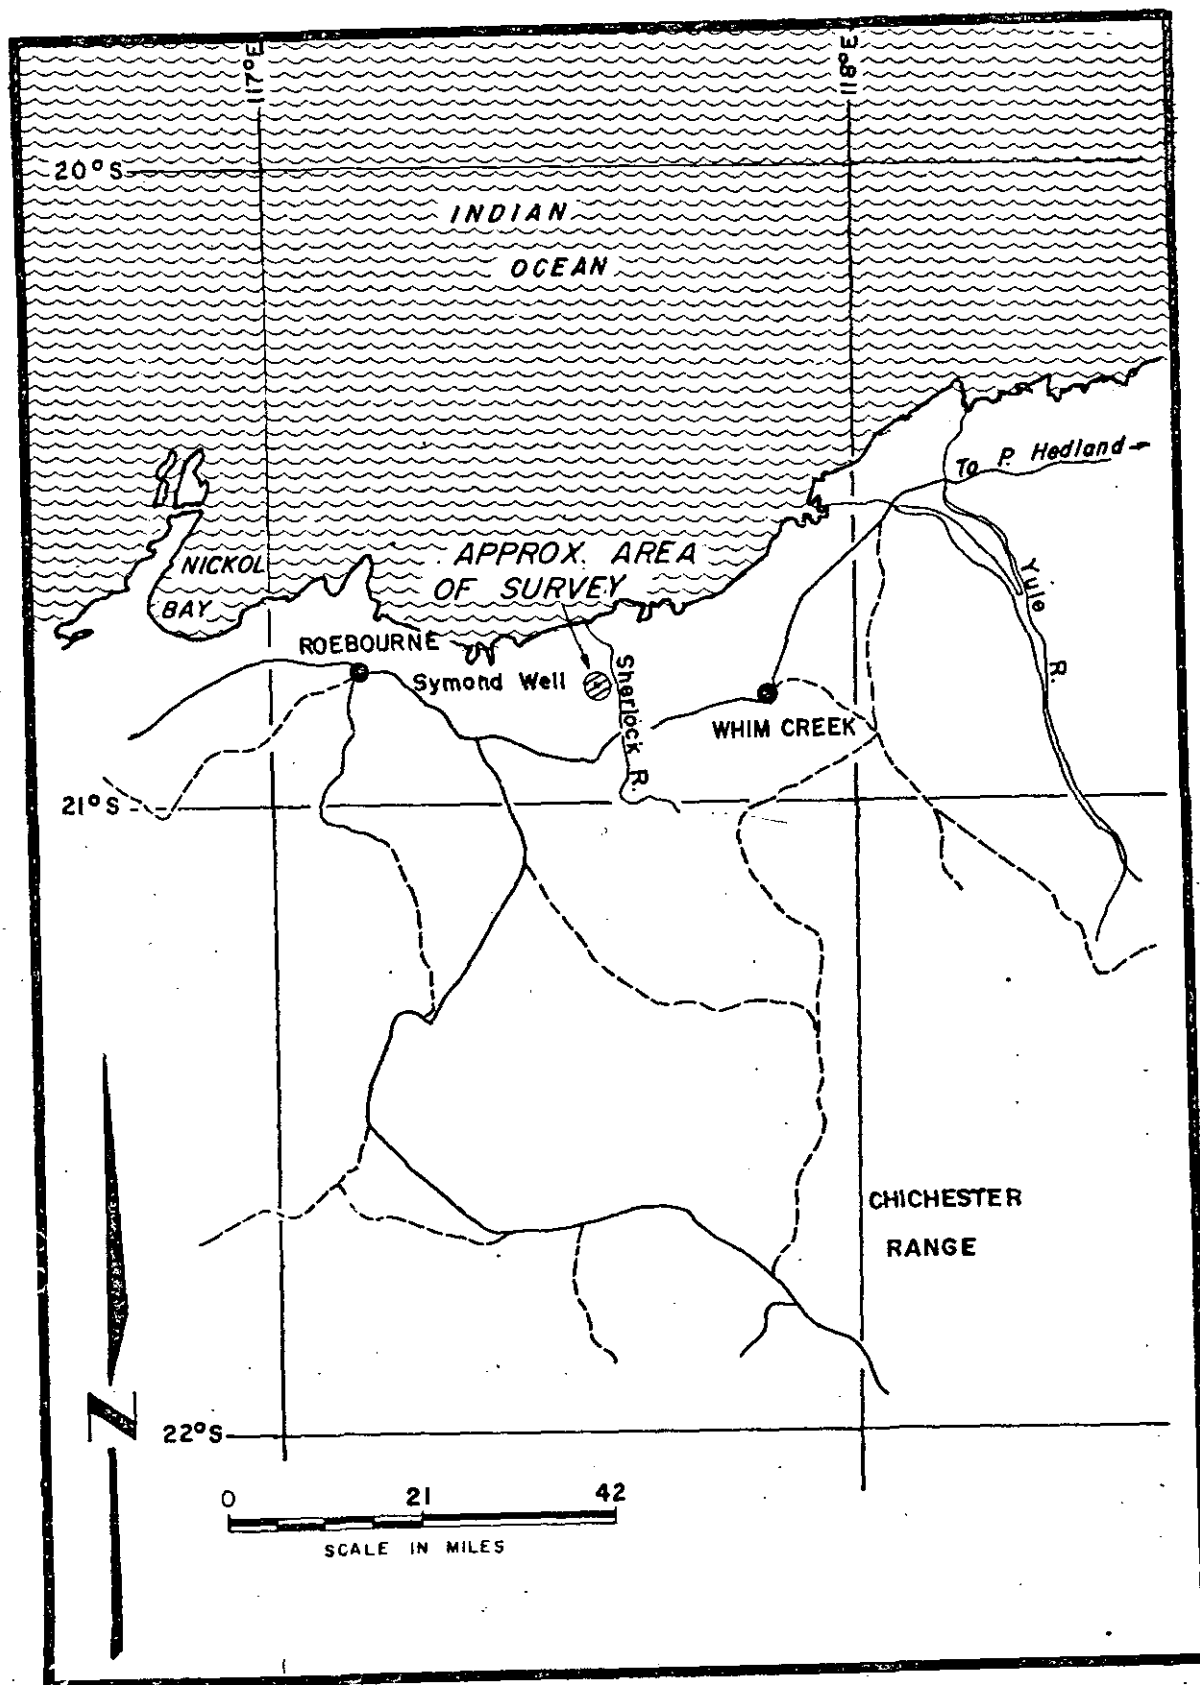 117°E
118°E
20°S
INDIAN
OCEAN
To P. Hedland
NICKOL
BAY
APPROX. AREA
OF SURVEY
Yule
R.
ROEBOURNE
Symond Well
Sherlock R.
WHIM CREEK
21°S
CHICHESTER
RANGE
N
22°S
0 21 42
SCALE IN MILES